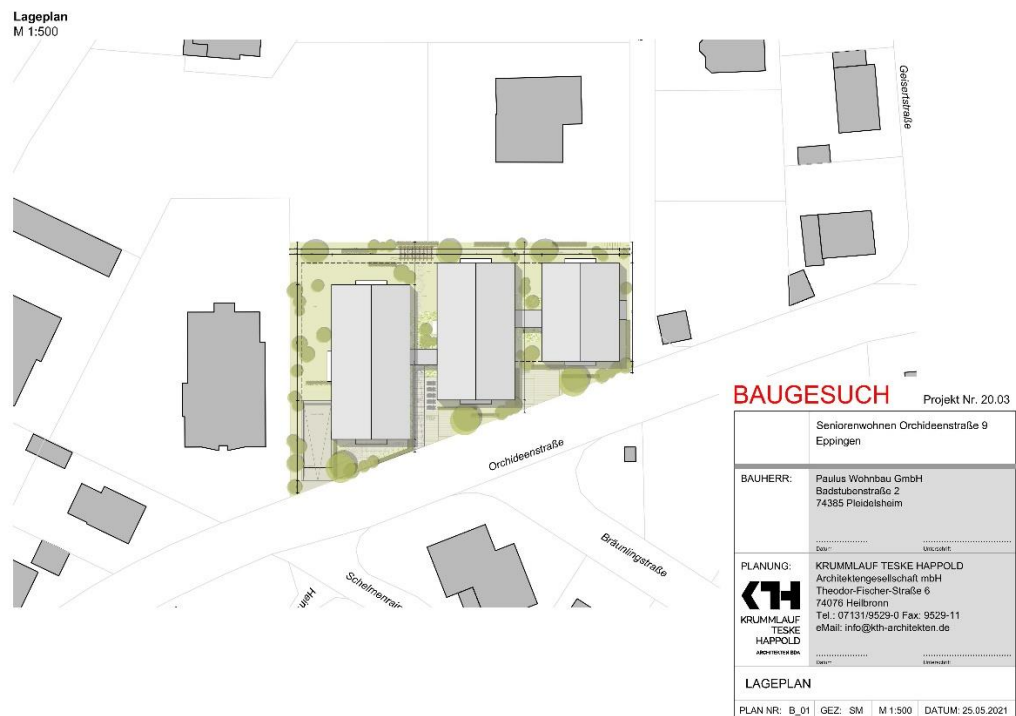 Lageplan
M 1:500
Geisertstraße
Orchideenstraße
Bräunlingstraße
Schelmenrain
Heim
BAUGESUCH Projekt Nr. 20.03
Seniorenwohnen Orchideenstraße 9
Eppingen
BAUHERR: Paulus Wohnbau GmbH
Badstubenstraße 2
74385 Pleidelsheim
Datum Unterschrift
PLANUNG: KRUMMLAUF TESKE HAPPOLD
Architektengesellschaft mbH
Theodor-Fischer-Straße 6
74076 Heilbronn
Tel.: 07131/9529-0 Fax: 9529-11
eMail: info@kth-architekten.de
KTH
KRUMMLAUF
TESKE
HAPPOLD
ARCHITEKTEN BDA
Datum Unterschrift
LAGEPLAN
PLAN NR: B_01 GEZ: SM M 1:500 DATUM: 25.05.2021